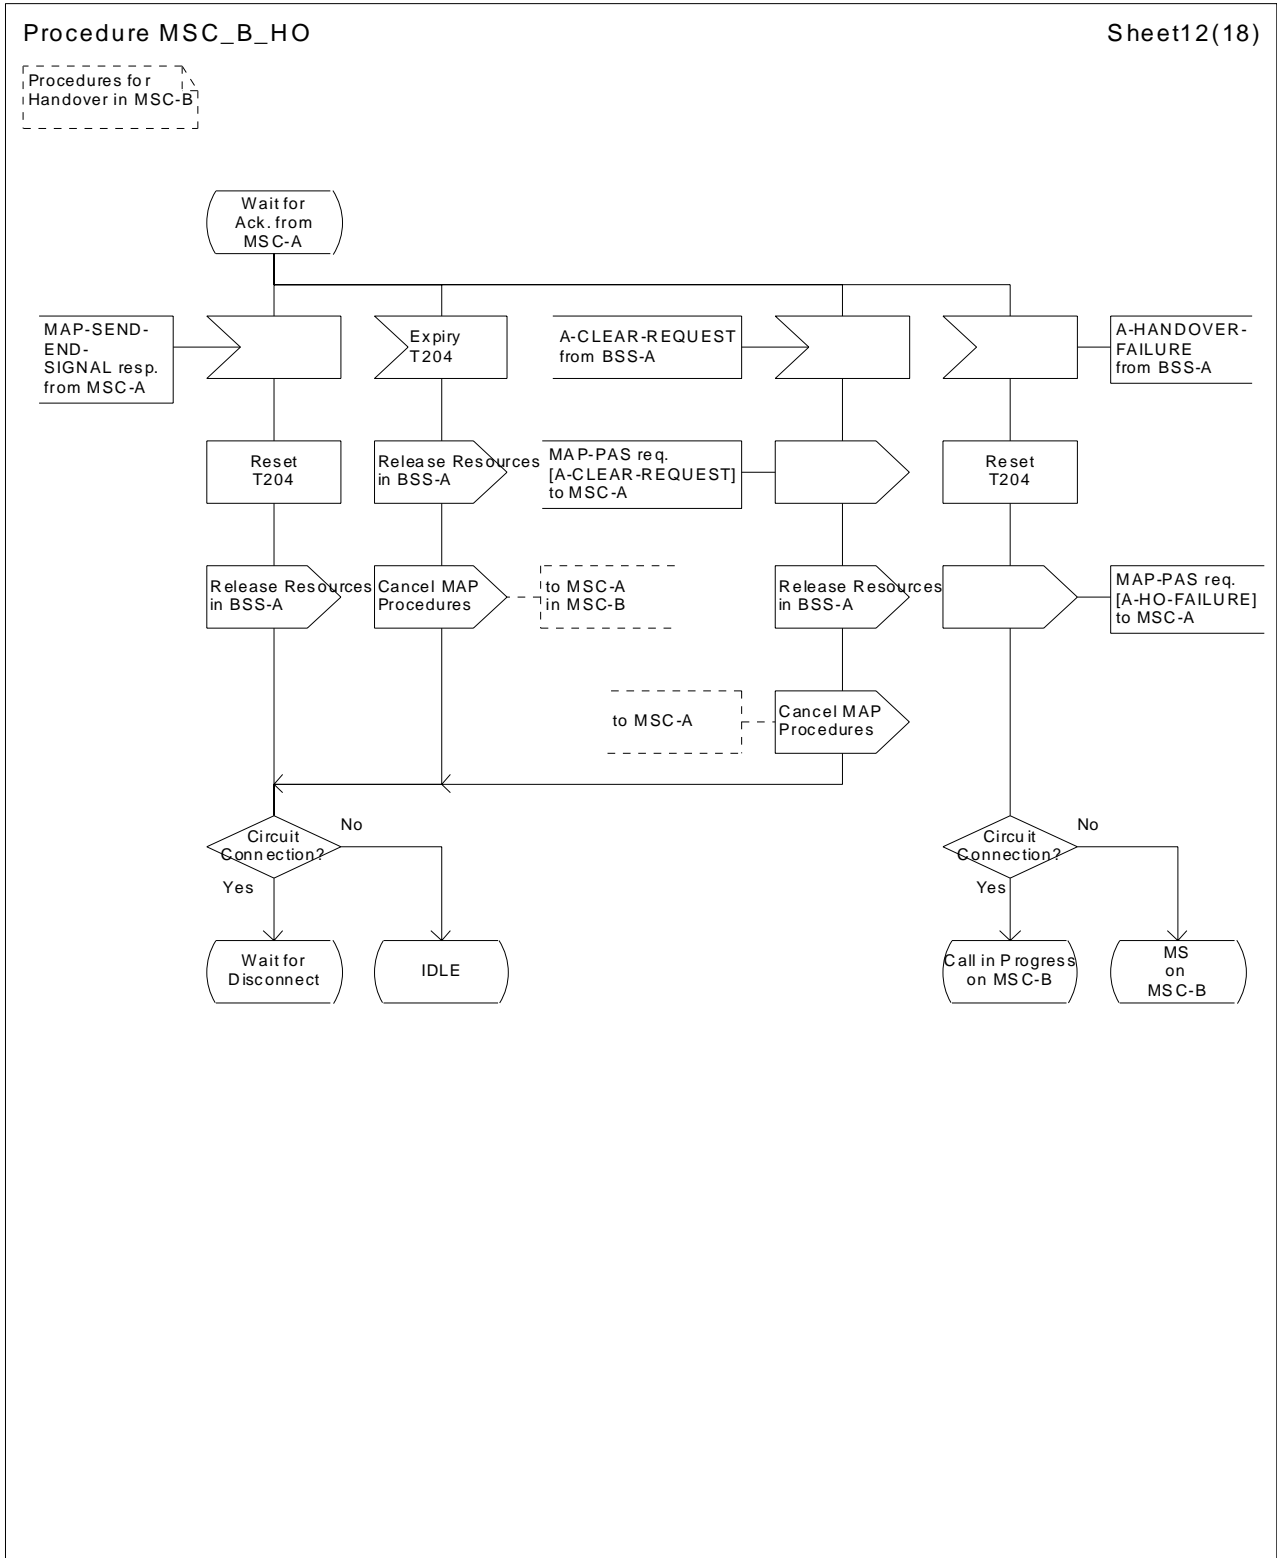 Procedure MSC_B_HO
Sheet12(18)
Procedures for
Handover in MSC-B
Wait for
Ack. from
MSC-A
MAP-SEND-
END-
SIGNAL resp.
from MSC-A
Expiry
T204
A-CLEAR-REQUEST
from BSS-A
A-HANDOVER-
FAILURE
from BSS-A
Reset
T204
Release Resources
in BSS-A
MAP-PAS req.
[A-CLEAR-REQUEST]
to MSC-A
Reset
T204
Release Resources
in BSS-A
Cancel MAP
Procedures
to MSC-A
in MSC-B
Release Resources
in BSS-A
MAP-PAS req.
[A-HO-FAILURE]
to MSC-A
to MSC-A
Cancel MAP
Procedures
Circuit
Connection?
No
Yes
Circuit
Connection?
No
Yes
Wait for
Disconnect
IDLE
Call in Progress
on MSC-B
MS
on
MSC-B